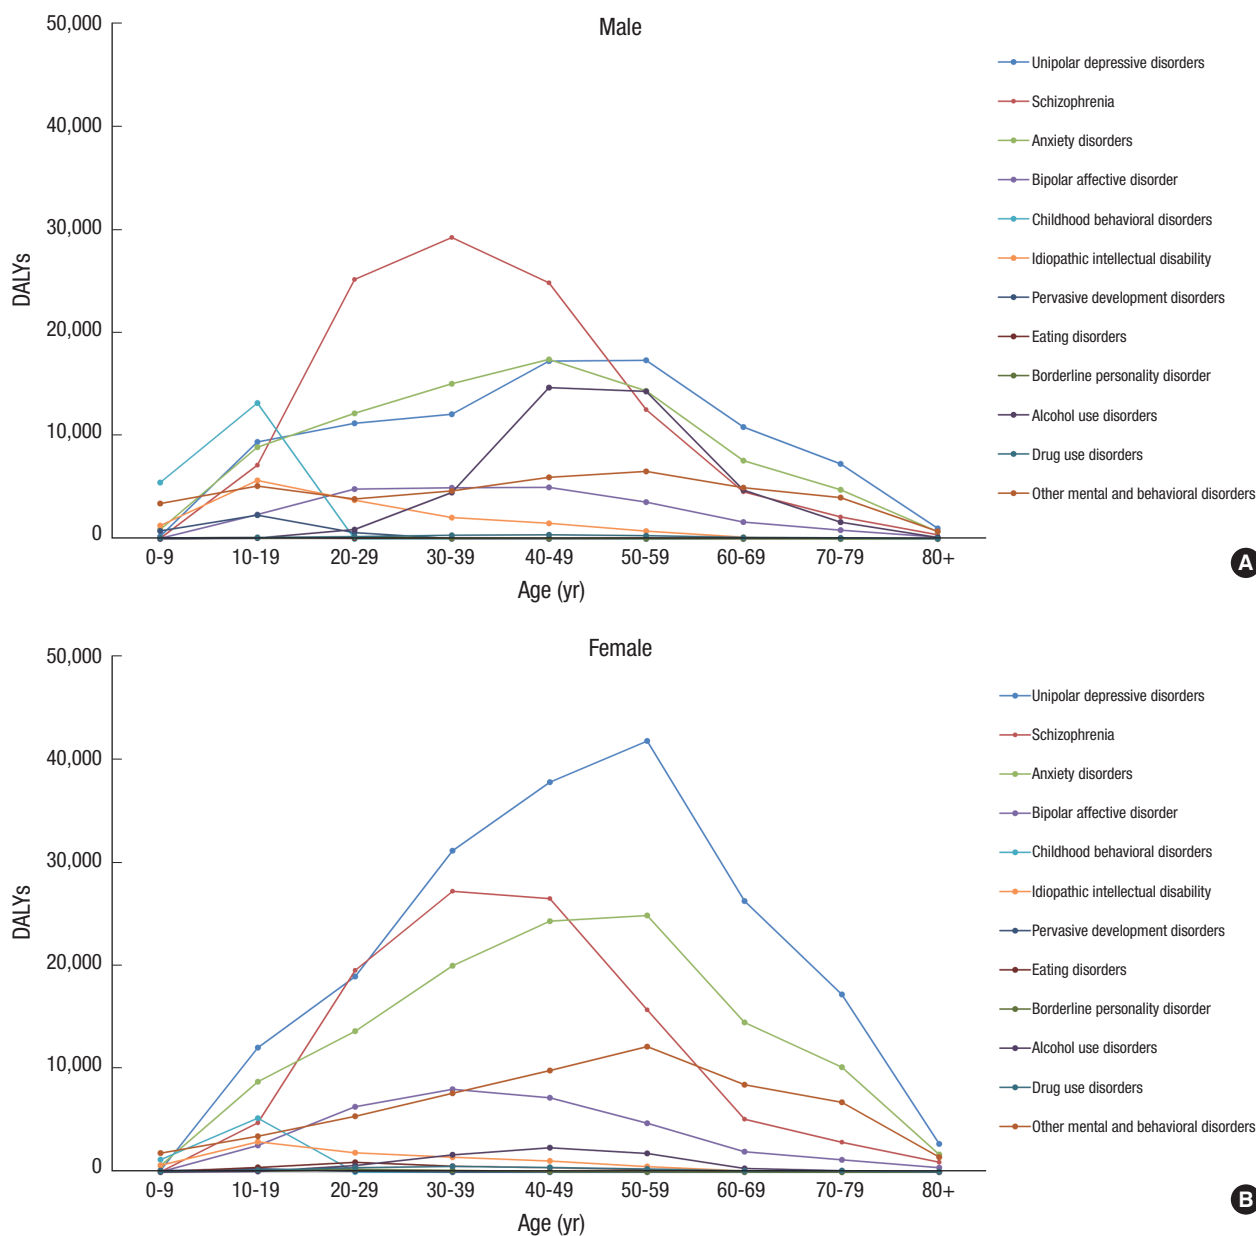 Male
50,000
40,000
30,000
20,000
10,000
0
DALYs
0-9 10-19 20-29 30-39 40-49 50-59 60-69 70-79 80+
Age (yr)
Unipolar depressive disorders
Schizophrenia
Anxiety disorders
Bipolar affective disorder
Childhood behavioral disorders
Idiopathic intellectual disability
Pervasive development disorders
Eating disorders
Borderline personality disorder
Alcohol use disorders
Drug use disorders
Other mental and behavioral disorders
A
Female
50,000
40,000
30,000
20,000
10,000
0
DALYs
0-9 10-19 20-29 30-39 40-49 50-59 60-69 70-79 80+
Age (yr)
Unipolar depressive disorders
Schizophrenia
Anxiety disorders
Bipolar affective disorder
Childhood behavioral disorders
Idiopathic intellectual disability
Pervasive development disorders
Eating disorders
Borderline personality disorder
Alcohol use disorders
Drug use disorders
Other mental and behavioral disorders
B